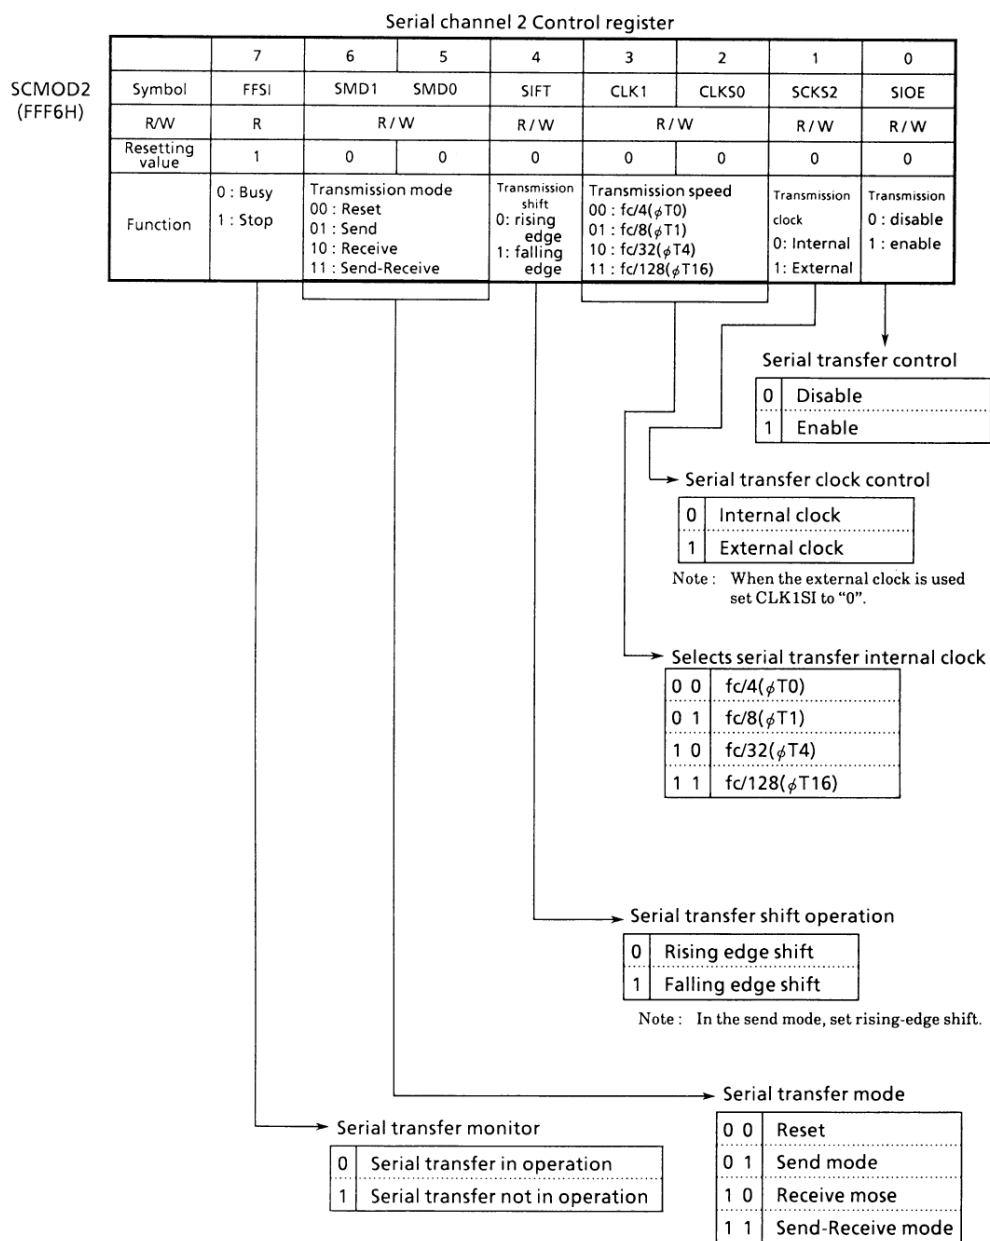 Serial channel 2 Control register
7 6 5 4 3 2 1 0
SCMOD2
(FFF6H)
Symbol FFSI SMD1 SMD0 SIFT CLK1 CLKS0 SCKS2 SIOE
R/W R R / W R / W R / W R / W R / W
Resetting
value 1 0 0 0 0 0 0 0
Function
0 : Busy
1 : Stop
Transmission mode
00 : Reset
01 : Send
10 : Receive
11 : Send-Receive
Transmission
shift
0: rising
edge
1: falling
edge
Transmission speed
00 : fc/4(φT0)
01 : fc/8(φT1)
10 : fc/32(φT4)
11 : fc/128(φT16)
Transmission
clock
0: Internal
1: External
Transmission
0 : disable
1 : enable
Serial transfer control
0 Disable
1 Enable
Serial transfer clock control
0 Internal clock
1 External clock
Note : When the external clock is used
set CLK1SI to “0”.
Selects serial transfer internal clock
0 0 fc/4(φT0)
0 1 fc/8(φT1)
1 0 fc/32(φT4)
1 1 fc/128(φT16)
Serial transfer shift operation
0 Rising edge shift
1 Falling edge shift
Note : In the send mode, set rising-edge shift.
Serial transfer mode
0 0 Reset
0 1 Send mode
1 0 Receive mose
1 1 Send-Receive mode
Serial transfer monitor
0 Serial transfer in operation
1 Serial transfer not in operation